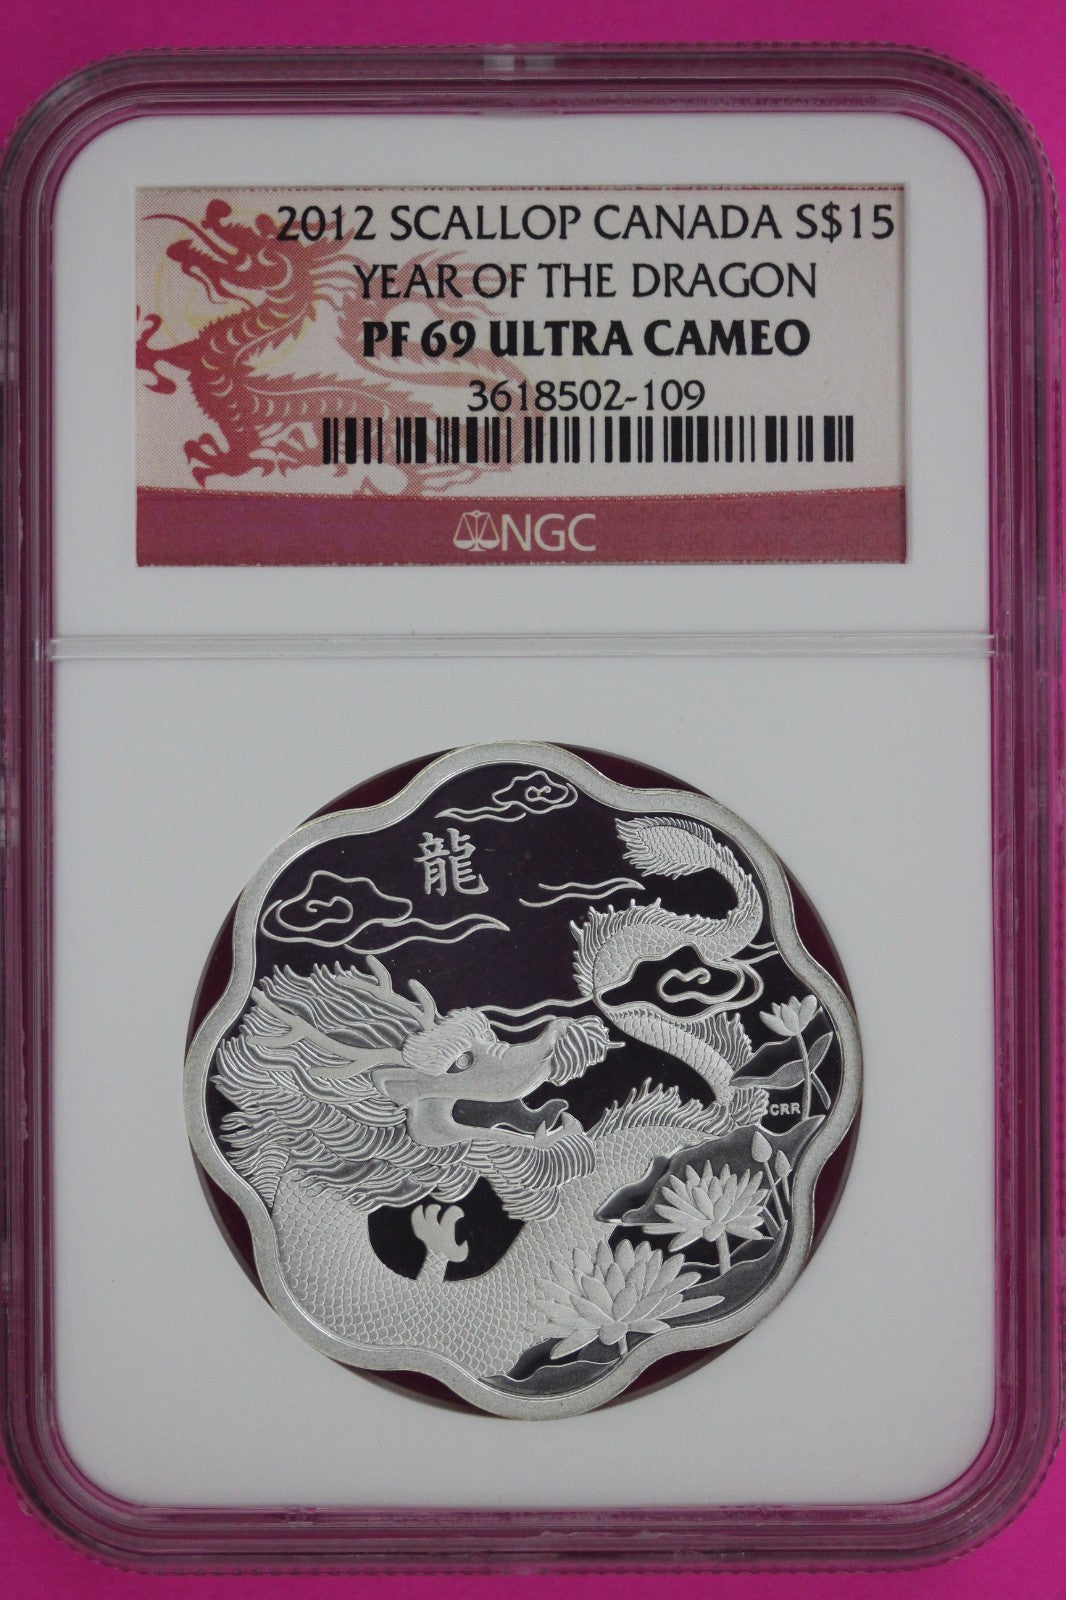 2012 SCALLOP CANADA S$15
YEAR OF THE DRAGON
PF 69 ULTRA CAMEO
3618502-109
NGC
龍
CRR